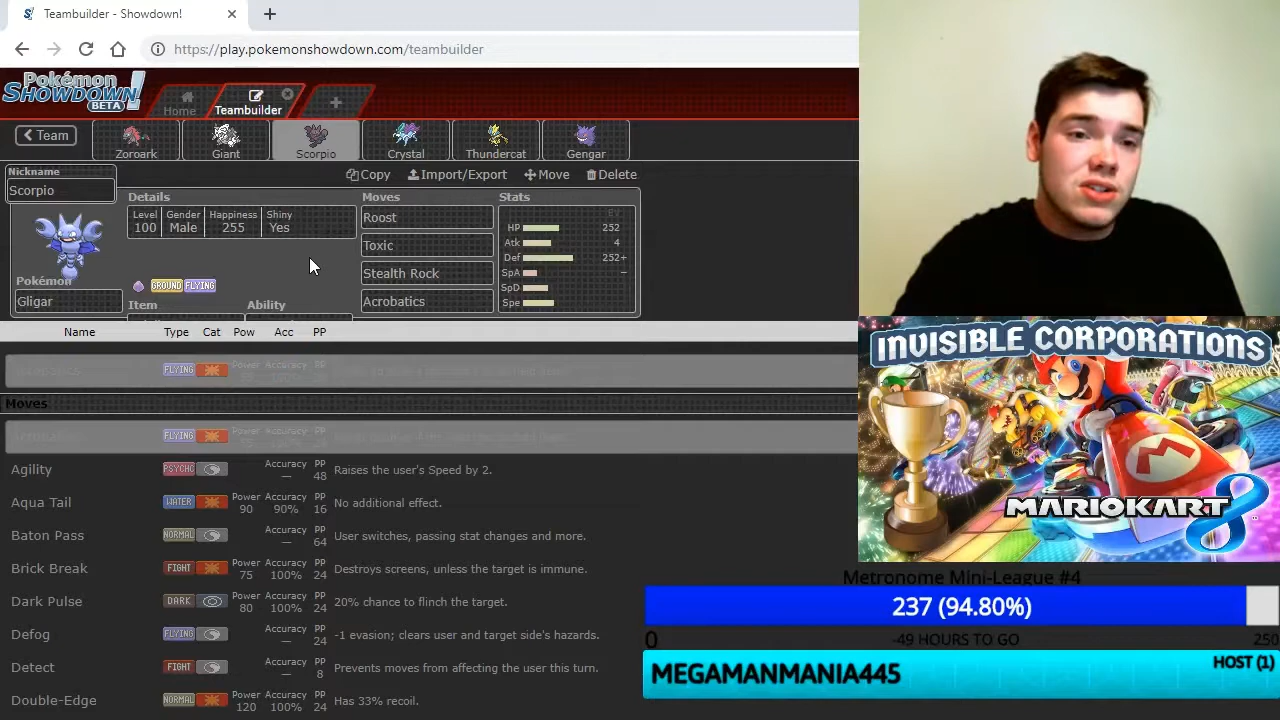 Teambuilder - Showdown!
https://play.pokemonshowdown.com/teambuilder
Pokémon
SHOWDOWN!
BETA
Home
Teambuilder
Team
Zoroark
Giant
Scorpio
Crystal
Thundercat
Gengar
Nickname
Scorpio
Copy Import/Export Move Delete
Details
Level Gender Happiness Shiny
100 Male 255 Yes
GROUND FLYING
Pokémon
Gligar
Item
Ability
Moves
Roost
Toxic
Stealth Rock
Acrobatics
Stats
EV
HP 252
Atk 4
Def 252+
SpA –
SpD
Spe
Name Type Cat Pow Acc PP
FLYING
Moves
FLYING
Agility PSYCHC Accuracy — PP 48 Raises the user's Speed by 2.
Aqua Tail WATER Power 90 Accuracy 90% PP 16 No additional effect.
Baton Pass NORMAL Accuracy — PP 64 User switches, passing stat changes and more.
Brick Break FIGHT Power 75 Accuracy 100% PP 24 Destroys screens, unless the target is immune.
Dark Pulse DARK Power 80 Accuracy 100% PP 24 20% chance to flinch the target.
Defog FLYING Accuracy — PP 24 -1 evasion; clears user and target side's hazards.
Detect FIGHT Accuracy — PP 8 Prevents moves from affecting the user this turn.
Double-Edge NORMAL Power 120 Accuracy 100% PP 24 Has 33% recoil.
INVISIBLE CORPORATIONS
MARIOKART 8
Metronome Mini-League #4
237 (94.80%)
0 -49 HOURS TO GO 250
MEGAMANMANIA445
HOST (1)